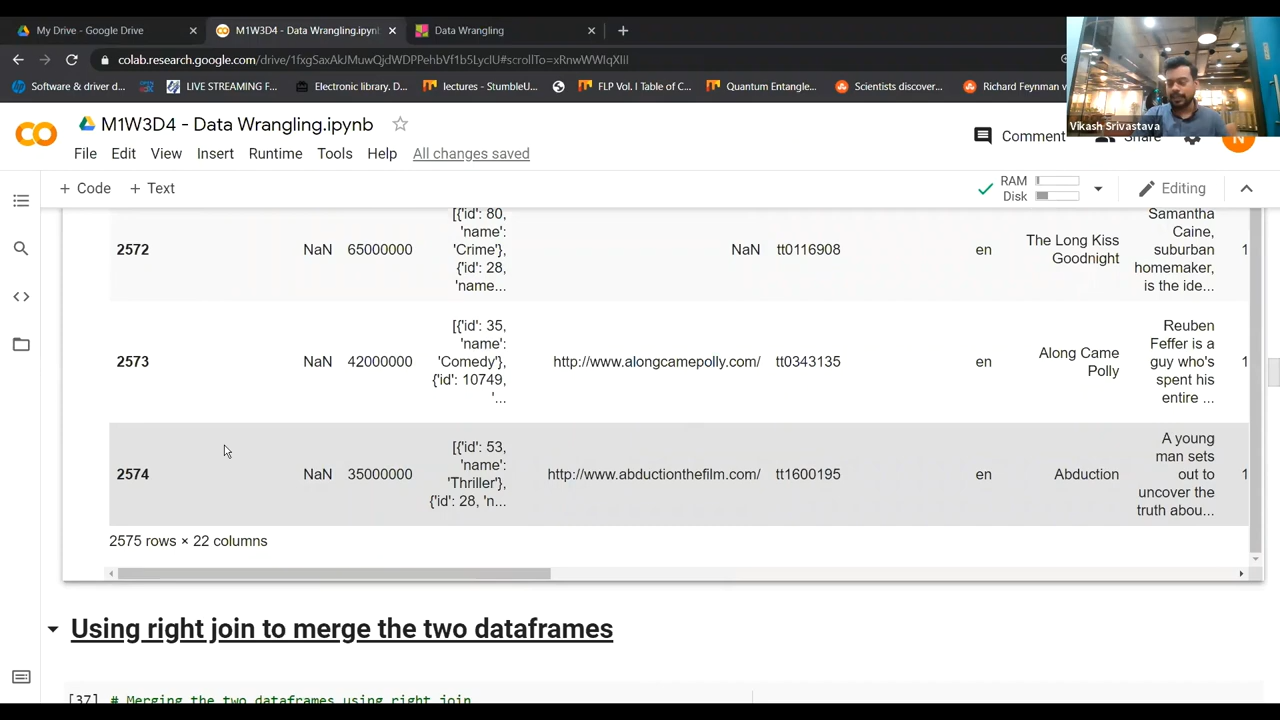 My Drive - Google Drive
M1W3D4 - Data Wrangling.ipynb
Data Wrangling
colab.research.google.com/drive/1fxgSaxAkJMuwQjdWDPPehbVf1b5LycIU#scrollTo=xRnwWWIqXIlI
Software & driver d...
LIVE STREAMING F...
Electronic library. D...
lectures - StumbleU...
FLP Vol. I Table of C...
Quantum Entangle...
Scientists discover...
Richard Feynman
Vikash Srivastava
M1W3D4 - Data Wrangling.ipynb
Comment
Share
N
File Edit View Insert Runtime Tools Help All changes saved
+ Code + Text
RAM
Disk
Editing
2572 NaN 65000000 [{'id': 80, 'name': 'Crime'}, {'id': 28, 'name... NaN tt0116908 en The Long Kiss Goodnight Samantha Caine, suburban homemaker, is the ide... 1
2573 NaN 42000000 [{'id': 35, 'name': 'Comedy'}, {'id': 10749, '... http://www.alongcamepolly.com/ tt0343135 en Along Came Polly Reuben Feffer is a guy who's spent his entire ... 1
2574 NaN 35000000 [{'id': 53, 'name': 'Thriller'}, {'id': 28, 'n... http://www.abductionthefilm.com/ tt1600195 en Abduction A young man sets out to uncover the truth abou... 1
2575 rows × 22 columns
Using right join to merge the two dataframes
[37] # Merging the two dataframes using right join